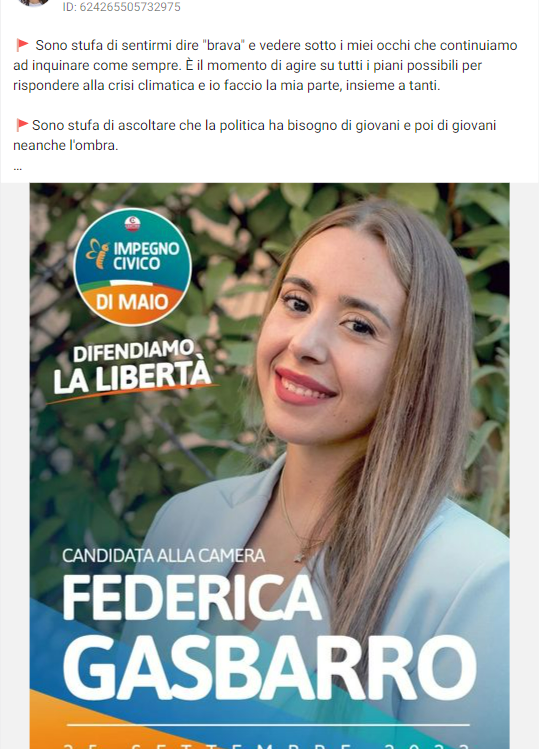 ID: 624265505732975
🚩 Sono stufa di sentirmi dire "brava" e vedere sotto i miei occhi che continuiamo
ad inquinare come sempre. È il momento di agire su tutti i piani possibili per
rispondere alla crisi climatica e io faccio la mia parte, insieme a tanti.
🚩Sono stufa di ascoltare che la politica ha bisogno di giovani e poi di giovani
neanche l'ombra.
...
IMPEGNO
CIVICO
DI MAIO
DIFENDIAMO
LA LIBERTÀ
CANDIDATA ALLA CAMERA
FEDERICA
GASBARRO
25 SETTEMBRE 2022